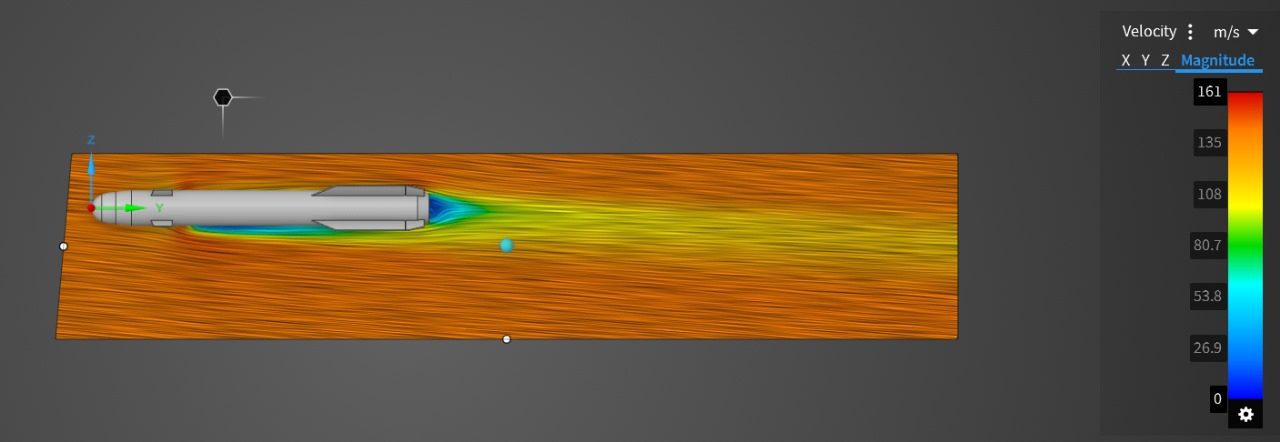 Velocity m/s
X Y Z Magnitude
161
135
108
80.7
53.8
26.9
0
Z
Y